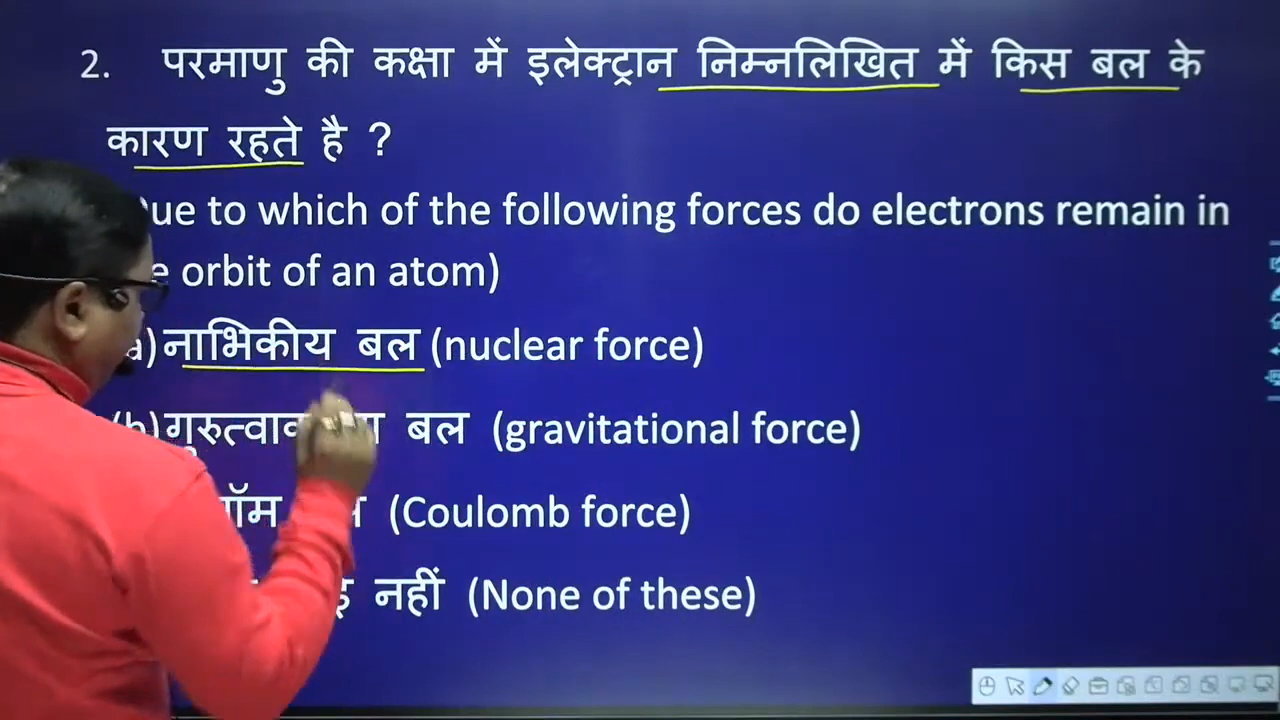 2. परमाणु की कक्षा में इलेक्ट्रान निम्नलिखित में किस बल के
कारण रहते है ?
to which of the following forces do electrons remain in
orbit of an atom)
नाभिकीय बल (nuclear force)
बल (gravitational force)
(Coulomb force)
नहीं (None of these)